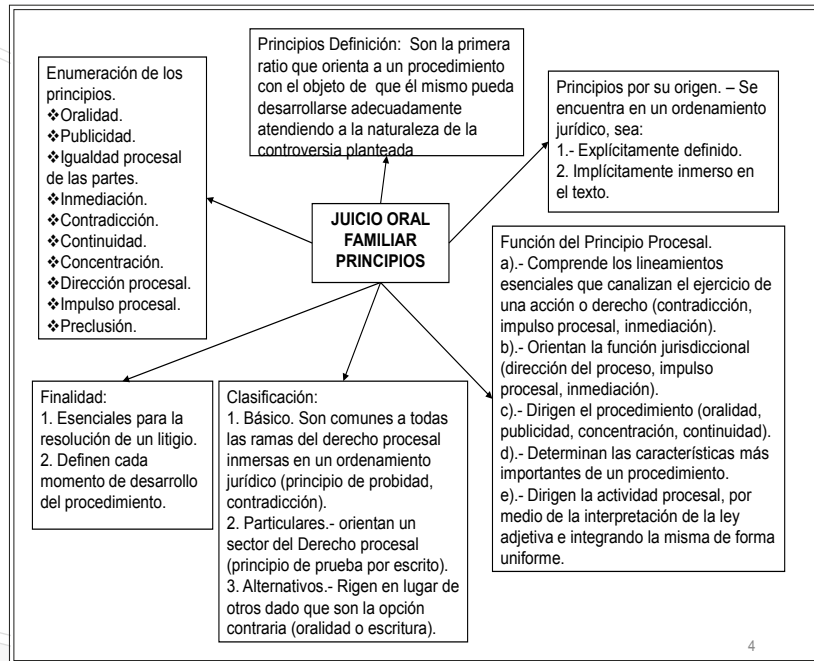 Enumeración de los
principios.
❖Oralidad.
❖Publicidad.
❖Igualdad procesal
de las partes.
❖Inmediación.
❖Contradicción.
❖Continuidad.
❖Concentración.
❖Dirección procesal.
❖Impulso procesal.
❖Preclusión.
Principios Definición: Son la primera
ratio que orienta a un procedimiento
con el objeto de que él mismo pueda
desarrollarse adecuadamente
atendiendo a la naturaleza de la
controversia planteada
Principios por su origen. – Se
encuentra en un ordenamiento
jurídico, sea:
1.- Explícitamente definido.
2. Implícitamente inmerso en
el texto.
JUICIO ORAL
FAMILIAR
PRINCIPIOS
Función del Principio Procesal.
a).- Comprende los lineamientos
esenciales que canalizan el ejercicio de
una acción o derecho (contradicción,
impulso procesal, inmediación).
b).- Orientan la función jurisdiccional
(dirección del proceso, impulso
procesal, inmediación).
c).- Dirigen el procedimiento (oralidad,
publicidad, concentración, continuidad).
d).- Determinan las características más
importantes de un procedimiento.
e).- Dirigen la actividad procesal, por
medio de la interpretación de la ley
adjetiva e integrando la misma de forma
uniforme.
Finalidad:
1. Esenciales para la
resolución de un litigio.
2. Definen cada
momento de desarrollo
del procedimiento.
Clasificación:
1. Básico. Son comunes a todas
las ramas del derecho procesal
inmersas en un ordenamiento
jurídico (principio de probidad,
contradicción).
2. Particulares.- orientan un
sector del Derecho procesal
(principio de prueba por escrito).
3. Alternativos.- Rigen en lugar de
otros dado que son la opción
contraria (oralidad o escritura).
4